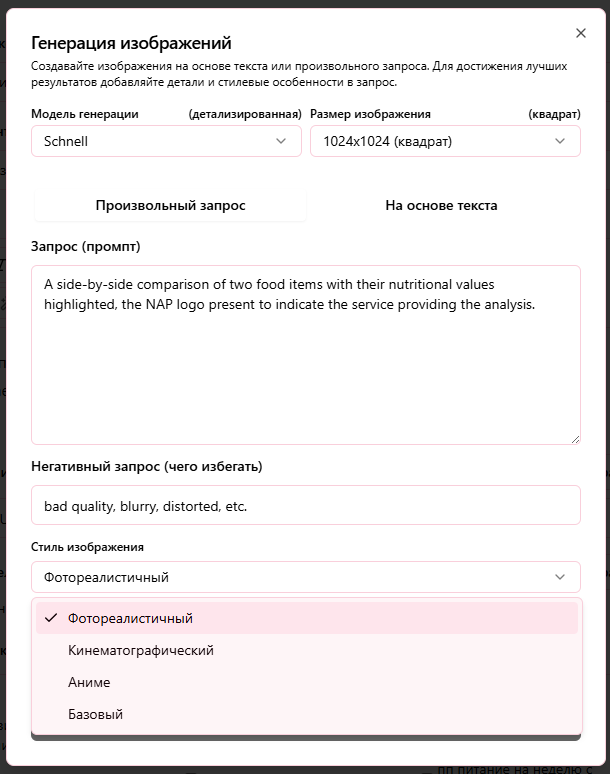 Генерация изображений
Создавайте изображения на основе текста или произвольного запроса. Для достижения лучших
результатов добавляйте детали и стилевые особенности в запрос.
Модель генерации (детализированная) Размер изображения (квадрат)
Schnell 1024x1024 (квадрат)
Произвольный запрос На основе текста
Запрос (промпт)
A side-by-side comparison of two food items with their nutritional values
highlighted, the NAP logo present to indicate the service providing the analysis.
Негативный запрос (чего избегать)
bad quality, blurry, distorted, etc.
Стиль изображения
Фотореалистичный
Фотореалистичный
Кинематографический
Аниме
Базовый
пп питание на неделю с